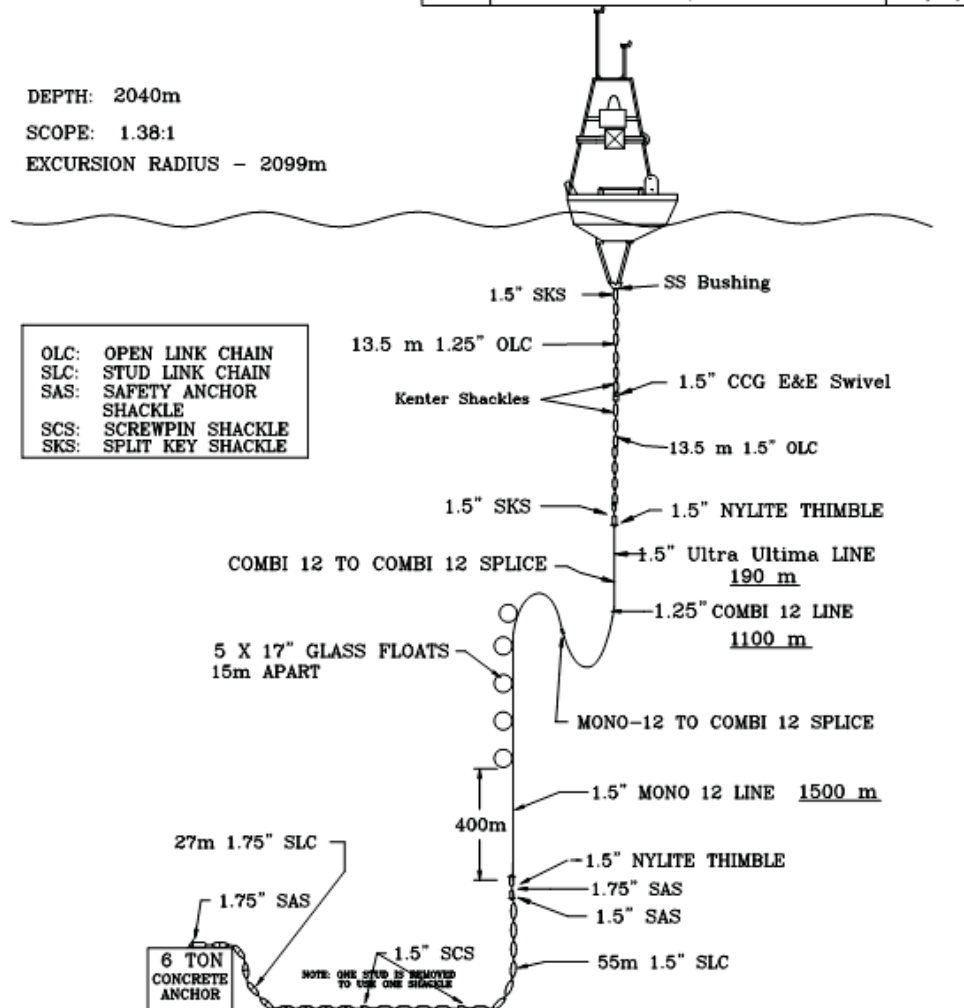 DEPTH: 2040m
SCOPE: 1.38:1
EXCURSION RADIUS - 2099m
SS Bushing
1.5" SKS
13.5 m 1.25" OLC
OLC: OPEN LINK CHAIN
SLC: STUD LINK CHAIN
SAS: SAFETY ANCHOR
SHACKLE
SCS: SCREWPIN SHACKLE
SKS: SPLIT KEY SHACKLE
1.5" CCG E&E Swivel
Kenter Shackles
13.5 m 1.5" OLC
1.5" SKS
1.5" NYLITE THIMBLE
1.5" Ultra Ultima LINE
190 m
COMBI 12 TO COMBI 12 SPLICE
1.25" COMBI 12 LINE
1100 m
5 X 17" GLASS FLOATS
15m APART
MONO-12 TO COMBI 12 SPLICE
1.5" MONO 12 LINE 1500 m
400m
27m 1.75" SLC
1.5" NYLITE THIMBLE
1.75" SAS
1.75" SAS
1.5" SAS
6 TON
CONCRETE
ANCHOR
1.5" SCS
NOTE: ONE STUD IS REMOVED
TO USE ONE SHACKLE
55m 1.5" SLC